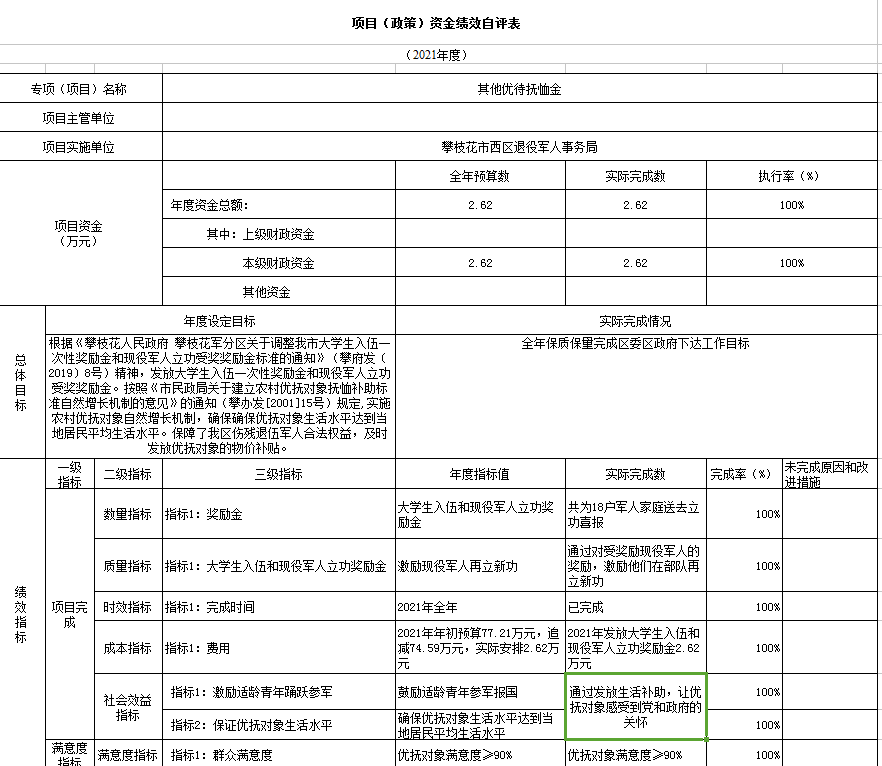 项目（政策）资金绩效自评表
（2021年度）
专项（项目）名称
其他优待抚恤金
项目主管单位
项目实施单位
攀枝花市西区退役军人事务局
项目资金
（万元）
全年预算数
实际完成数
执行率（%）
年度资金总额:
2.62
2.62
100%
其中: 上级财政资金
本级财政资金
2.62
2.62
100%
其他资金
总体目标
年度设定目标
实际完成情况
根据《攀枝花人民政府 攀枝花军分区关于调整我市大学生入伍一
次性奖励金和现役军人立功受奖奖励金标准的通知》（攀府发（
2019）8号）精神，发放大学生入伍一次性奖励金和现役军人立功
受奖奖励金。按照《市民政局关于建立农村优抚对象抚恤补助标
准自然增长机制的意见》的通知（攀办发[2001]15号）规定,实施
农村优抚对象自然增长机制，确保确保优抚对象生活水平达到当
地居民平均生活水平。保障了我区伤残退伍军人合法权益，及时
发放优抚对象的物价补贴。
全年保质保量完成区委区政府下达工作目标
绩效指标
一级
指标
二级指标
三级指标
年度指标值
实际完成数
完成率（%）
未完成原因和改
进措施
项目完
成
数量指标
指标1: 奖励金
大学生入伍和现役军人立功奖
励金
共为18户军人家庭送去立
功喜报
100%
质量指标
指标1: 大学生入伍和现役军人立功奖励金
激励现役军人再立新功
通过对受奖励现役军人的
奖励，激励他们在部队再
立新功
100%
时效指标
指标1: 完成时间
2021年全年
已完成
100%
成本指标
指标1: 费用
2021年年初预算77.21万元，追
减74.59万元，实际安排2.62万
元
2021年发放大学生入伍和
现役军人立功奖励金2.62
万元
100%
社会效益
指标
指标1: 激励适龄青年踊跃参军
鼓励适龄青年参军报国
通过发放生活补助，让优
抚对象感受到党和政府的
关怀
100%
指标2: 保证优抚对象生活水平
确保优抚对象生活水平达到当
地居民平均生活水平
100%
满意度
指标
满意度指标
指标1: 群众满意度
优抚对象满意度≥90%
优抚对象满意度≥90%
100%